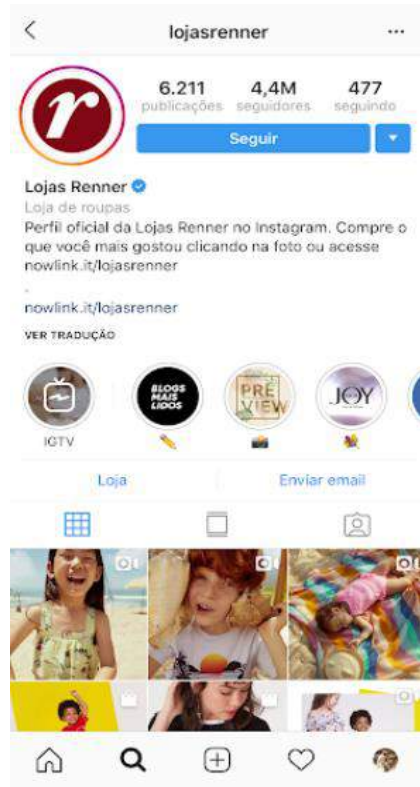 lojasrenner
6.211 4,4M 477
publicações seguidores seguindo
Seguir
Lojas Renner
Loja de roupas
Perfil oficial da Lojas Renner no Instagram. Compre o
que você mais gostou clicando na foto ou acesse
nowlink.it/lojasrenner
.
nowlink.it/lojasrenner
VER TRADUÇÃO
BLOGS
MAIS
LIDOS
PRE
VIEW
JOY
IGTV
Loja Enviar email